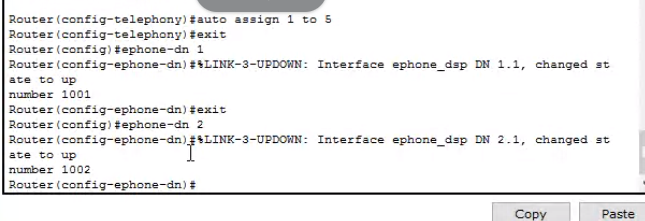 Router(config-telephony)#auto assign 1 to 5
Router(config-telephony)#exit
Router(config)#ephone-dn 1
Router(config-ephone-dn)#%LINK-3-UPDOWN: Interface ephone_dsp DN 1.1, changed st
ate to up
number 1001
Router(config-ephone-dn)#exit
Router(config)#ephone-dn 2
Router(config-ephone-dn)#%LINK-3-UPDOWN: Interface ephone_dsp DN 2.1, changed st
ate to up
number 1002
Router(config-ephone-dn)#
Copy Paste